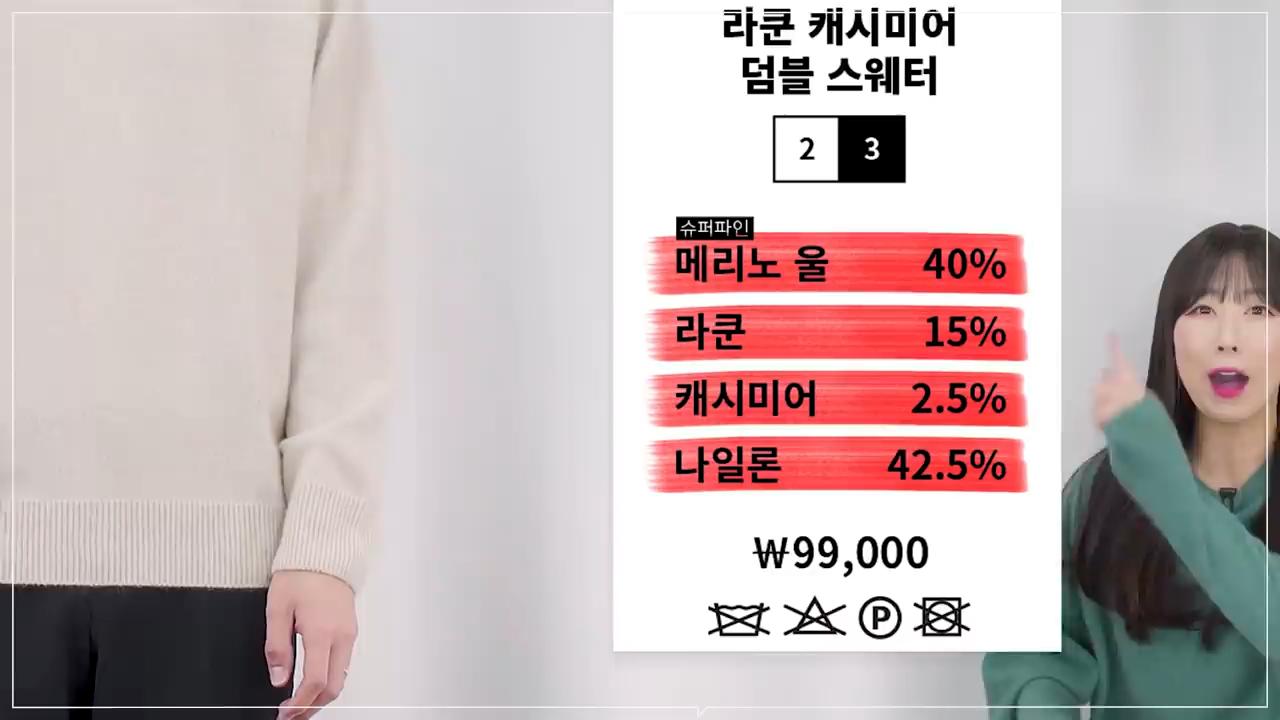 라쿤 캐시미어
덤블 스웨터
2 3
슈퍼파인
메리노 울 40%
라쿤 15%
캐시미어 2.5%
나일론 42.5%
₩99,000
P